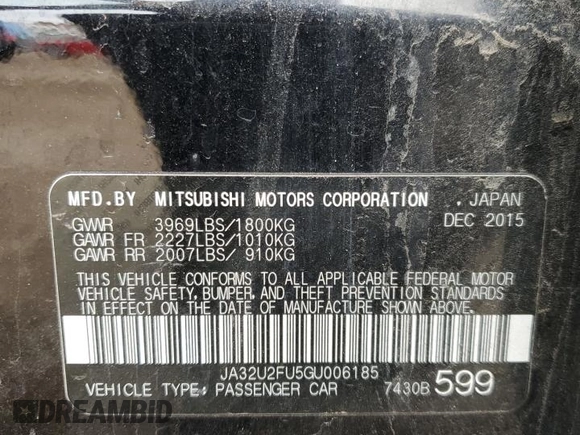 MFD.BY MITSUBISHI MOTORS CORPORATION . JAPAN
DEC 2015
GVWR 3969LBS/1800KG
GAWR FR 2227LBS/1010KG
GAWR RR 2007LBS/ 910KG
THIS VEHICLE CONFORMS TO ALL APPLICABLE FEDERAL MOTOR
VEHICLE SAFETY, BUMPER, AND THEFT PREVENTION STANDARDS
IN EFFECT ON THE DATE OF MANUFACTURE SHOWN ABOVE.
JA32U2FU5GU006185
VEHICLE TYPE: PASSENGER CAR 7430B 599
DREAMBID